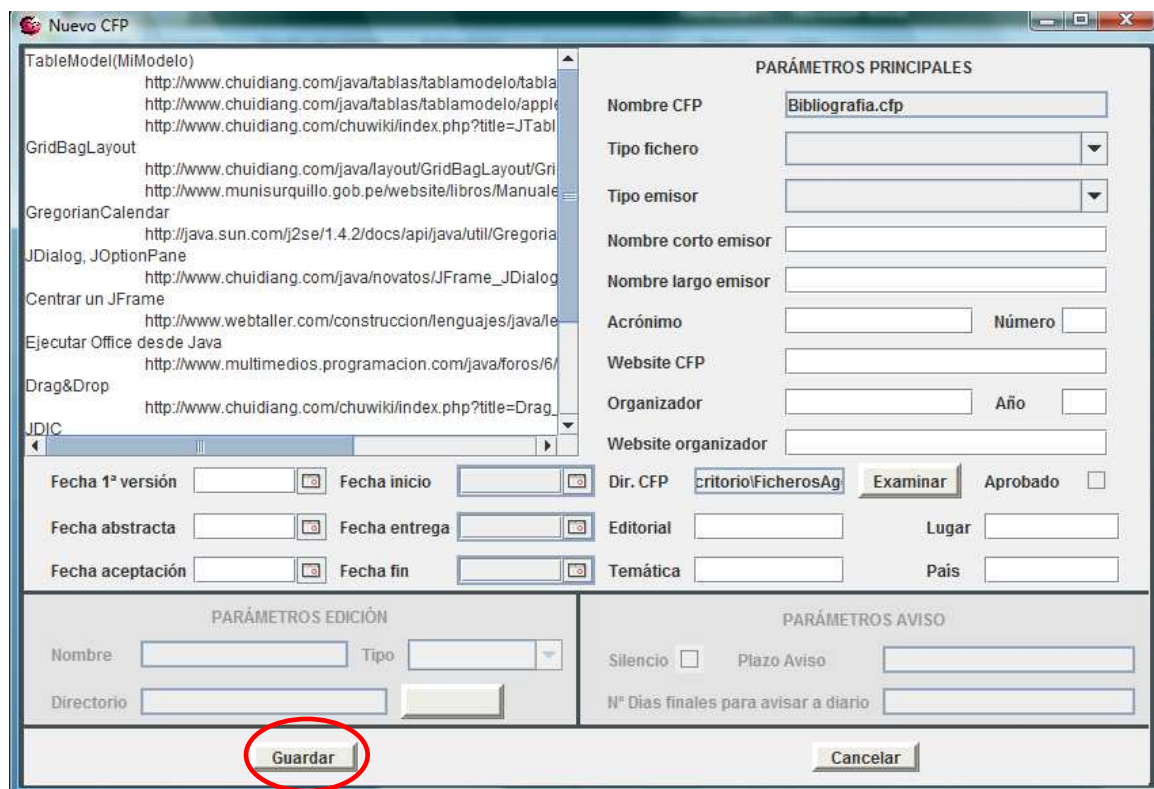 Nuevo CFP
TableModel(MiModelo)
http://www.chuidiang.com/java/tablas/tablamodelo/tabla
http://www.chuidiang.com/java/tablas/tablamodelo/apple
http://www.chuidiang.com/chuwiki/index.php?title=JTabl
GridBagLayout
http://www.chuidiang.com/java/layout/GridBagLayout/Gri
http://www.munisurquillo.gob.pe/website/libros/Manuale
GregorianCalendar
http://java.sun.com/j2se/1.4.2/docs/api/java/util/Gregoria
JDialog, JOptionPane
http://www.chuidiang.com/java/novatos/JFrame_JDialog
Centrar un JFrame
http://www.webtaller.com/construccion/lenguajes/java/le
Ejecutar Office desde Java
http://www.multimedios.programacion.com/java/foros/6/
Drag&Drop
http://www.chuidiang.com/chuwiki/index.php?title=Drag_
JDIC
PARÁMETROS PRINCIPALES
Nombre CFP Bibliografia.cfp
Tipo fichero
Tipo emisor
Nombre corto emisor
Nombre largo emisor
Acrónimo Número
Website CFP
Organizador Año
Website organizador
Fecha 1ª versión Fecha inicio Dir. CFP critorio\FicherosAg Examinar Aprobado
Fecha abstracta Fecha entrega Editorial Lugar
Fecha aceptación Fecha fin Temática País
PARÁMETROS EDICIÓN
Nombre Tipo
Directorio
PARÁMETROS AVISO
Silencio Plazo Aviso
Nº Días finales para avisar a diario
Guardar Cancelar